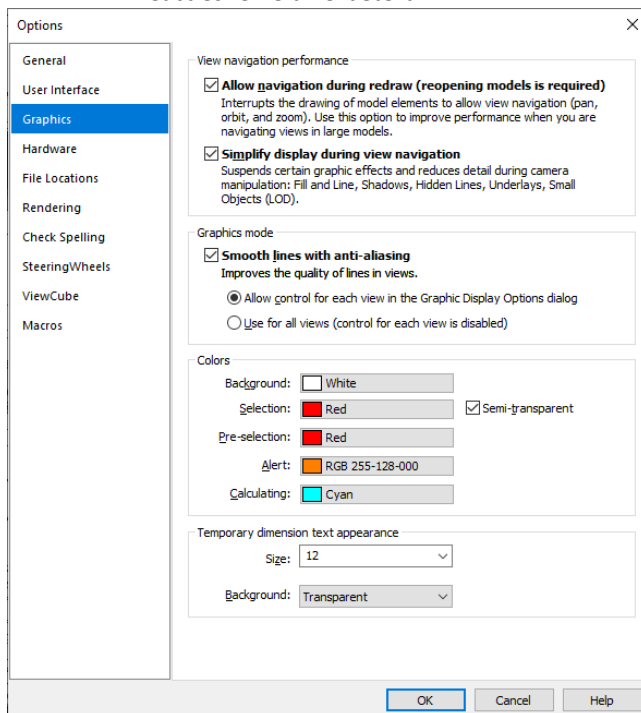 Options
General
User Interface
Graphics
Hardware
File Locations
Rendering
Check Spelling
SteeringWheels
ViewCube
Macros
View navigation performance
Allow navigation during redraw (reopening models is required)
Interrupts the drawing of model elements to allow view navigation (pan,
orbit, and zoom). Use this option to improve performance when you are
navigating views in large models.
Simplify display during view navigation
Suspends certain graphic effects and reduces detail during camera
manipulation: Fill and Line, Shadows, Hidden Lines, Underlays, Small
Objects (LOD).
Graphics mode
Smooth lines with anti-aliasing
Improves the quality of lines in views.
Allow control for each view in the Graphic Display Options dialog
Use for all views (control for each view is disabled)
Colors
Background: White
Selection: Red Semi-transparent
Pre-selection: Red
Alert: RGB 255-128-000
Calculating: Cyan
Temporary dimension text appearance
Size: 12
Background: Transparent
OK Cancel Help